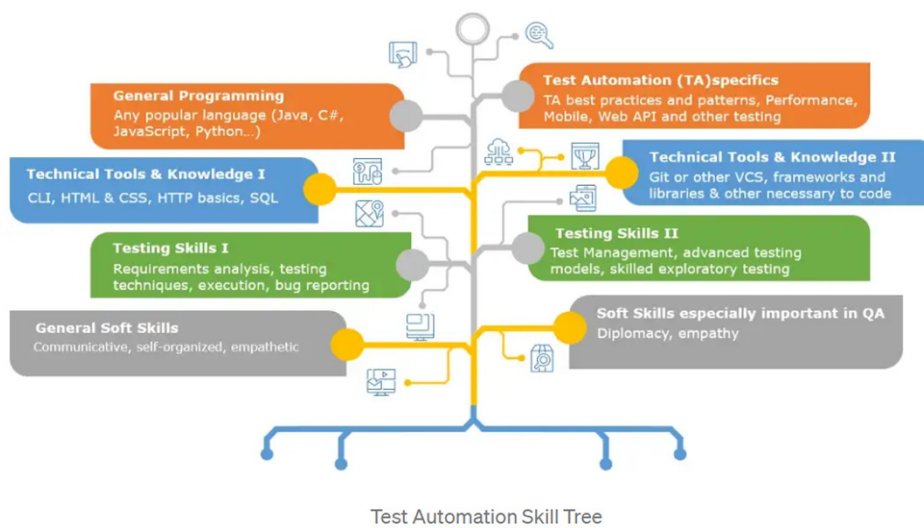 General Programming
Any popular language (Java, C#,
JavaScript, Python...)
Test Automation (TA)specifics
TA best practices and patterns, Performance,
Mobile, Web API and other testing
Technical Tools & Knowledge I
CLI, HTML & CSS, HTTP basics, SQL
Technical Tools & Knowledge II
Git or other VCS, frameworks and
libraries & other necessary to code
Testing Skills I
Requirements analysis, testing
techniques, execution, bug reporting
Testing Skills II
Test Management, advanced testing
models, skilled exploratory testing
General Soft Skills
Communicative, self-organized, empathetic
Soft Skills especially important in QA
Diplomacy, empathy
Test Automation Skill Tree